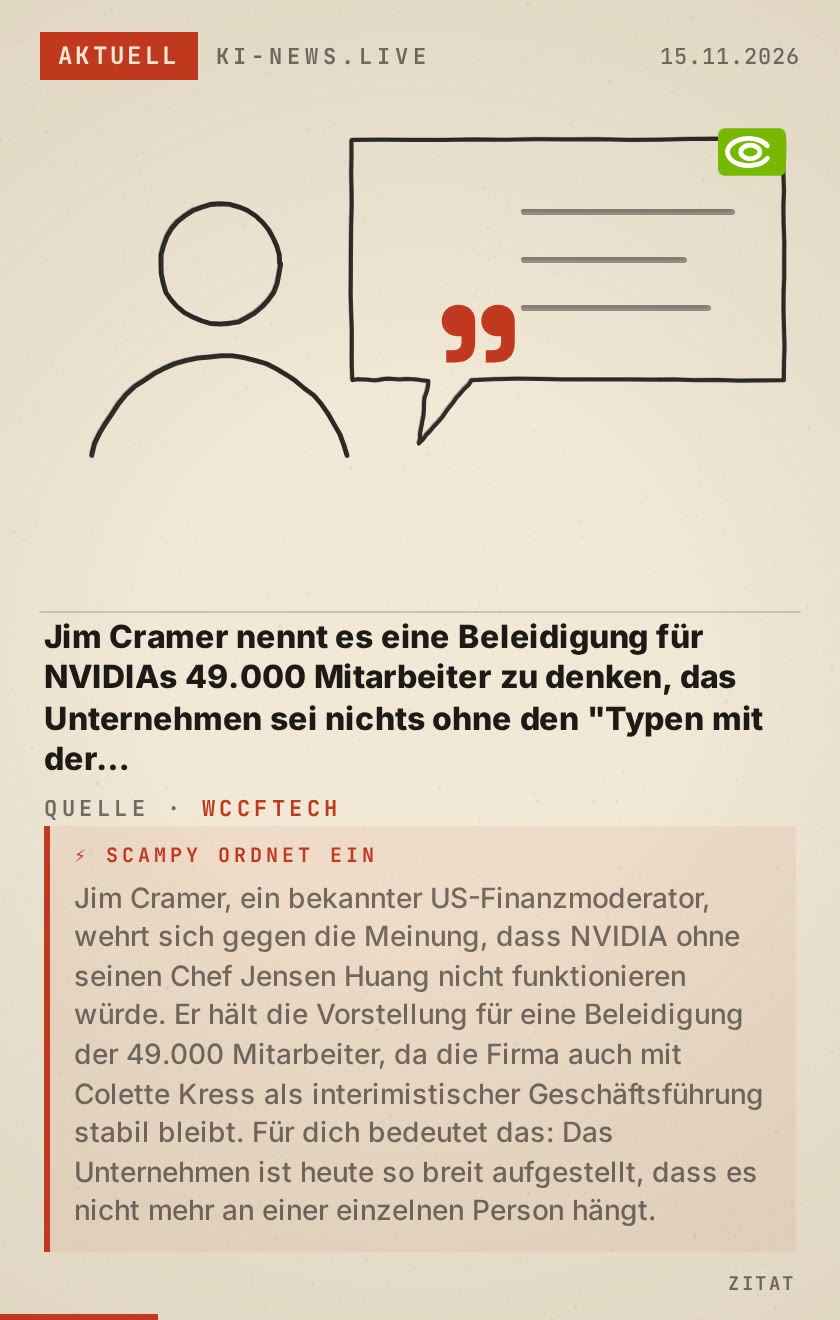 AKTUELL KI-NEWS.LIVE 15.11.2026
Jim Cramer nennt es eine Beleidigung für
NVIDIAs 49.000 Mitarbeiter zu denken, das
Unternehmen sei nichts ohne den "Typen mit
der...
QUELLE · WCCFTECH
⚡ SCAMPY ORDNET EIN
Jim Cramer, ein bekannter US-Finanzmoderator,
wehrt sich gegen die Meinung, dass NVIDIA ohne
seinen Chef Jensen Huang nicht funktionieren
würde. Er hält die Vorstellung für eine Beleidigung
der 49.000 Mitarbeiter, da die Firma auch mit
Colette Kress als interimistischer Geschäftsführung
stabil bleibt. Für dich bedeutet das: Das
Unternehmen ist heute so breit aufgestellt, dass es
nicht mehr an einer einzelnen Person hängt.
ZITAT